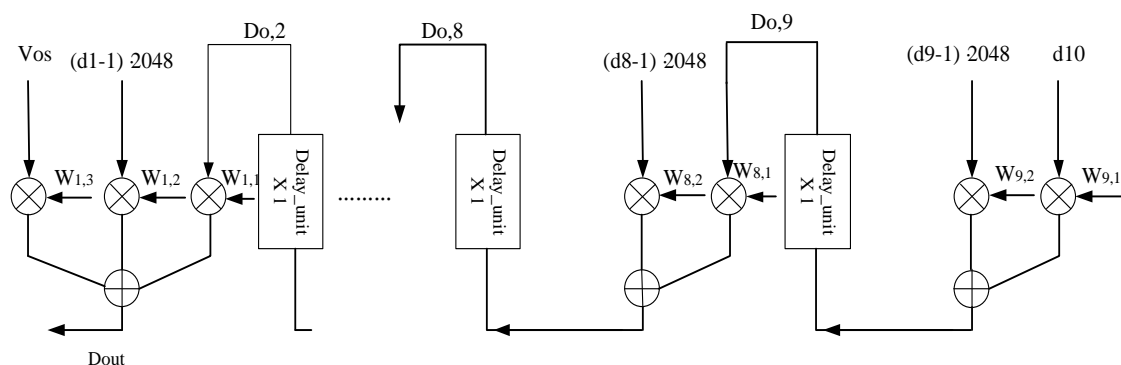 Do,2
Do,8
Do,9
Vos
(d1-1) ·2048
(d8-1) ·2048
(d9-1) ·2048
d10
Delay_unit
X 1
.........
Delay_unit
X 1
Delay_unit
X 1
W1,3
W1,2
W1,1
W8,2
W8,1
W9,2
W9,1
Dout